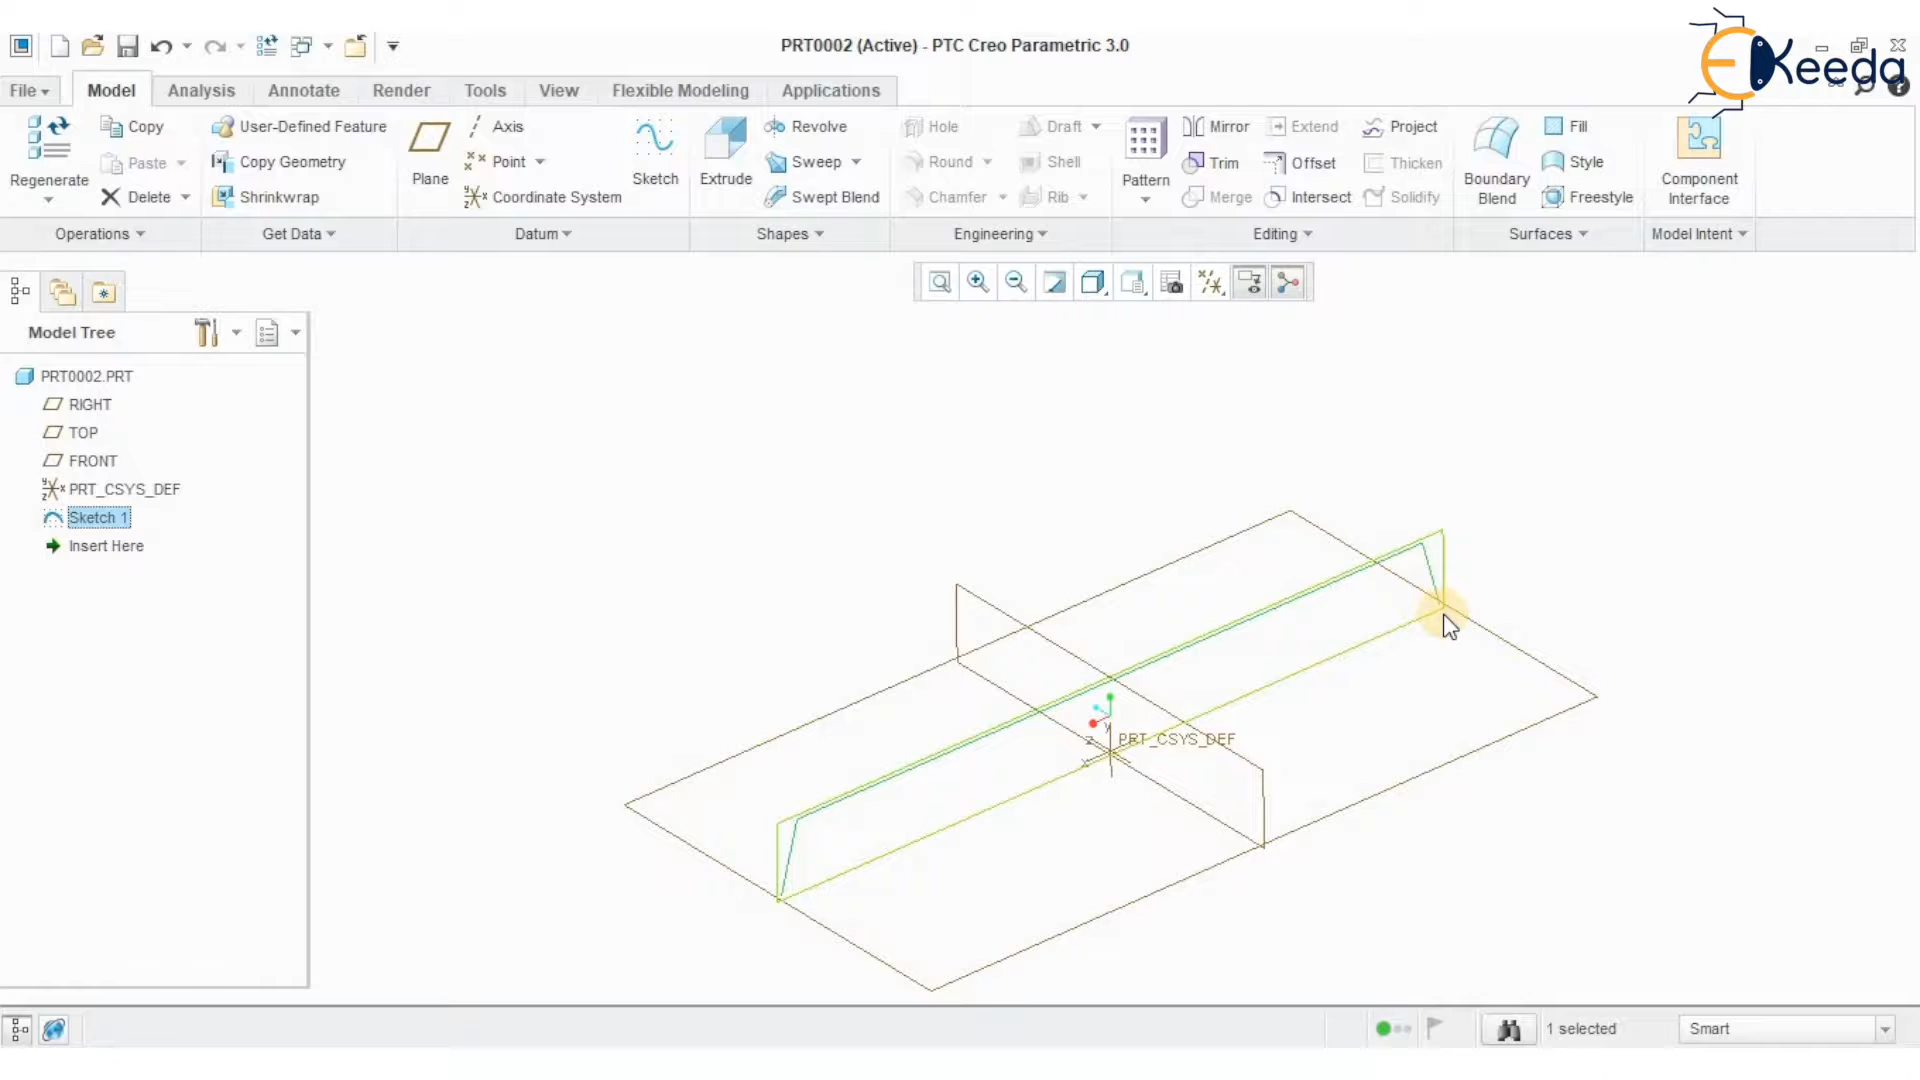 PRT0002 (Active) - PTC Creo Parametric 3.0
EKeeda
File Model Analysis Annotate Render Tools View Flexible Modeling Applications
Regenerate
Copy
Paste
Delete
User-Defined Feature
Copy Geometry
Shrinkwrap
Plane
Axis
Point
Coordinate System
Sketch
Extrude
Revolve
Sweep
Swept Blend
Hole
Round
Chamfer
Draft
Shell
Rib
Pattern
Mirror
Trim
Merge
Extend
Offset
Intersect
Project
Thicken
Solidify
Boundary
Blend
Fill
Style
Freestyle
Component
Interface
Operations Get Data Datum Shapes Engineering Editing Surfaces Model Intent
Model Tree
PRT0002.PRT
RIGHT
TOP
FRONT
PRT_CSYS_DEF
Sketch 1
Insert Here
y
z
PRT_CSYS_DEF
x
1 selected
Smart